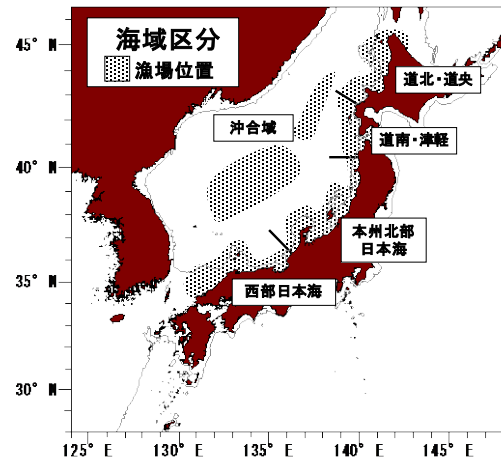 海域区分
漁場位置
45° N
道北・道央
沖合域
道南・津軽
40° N
本州北部
日本海
西部日本海
35° N
30° N
125° E 130° E 135° E 140° E 145° E